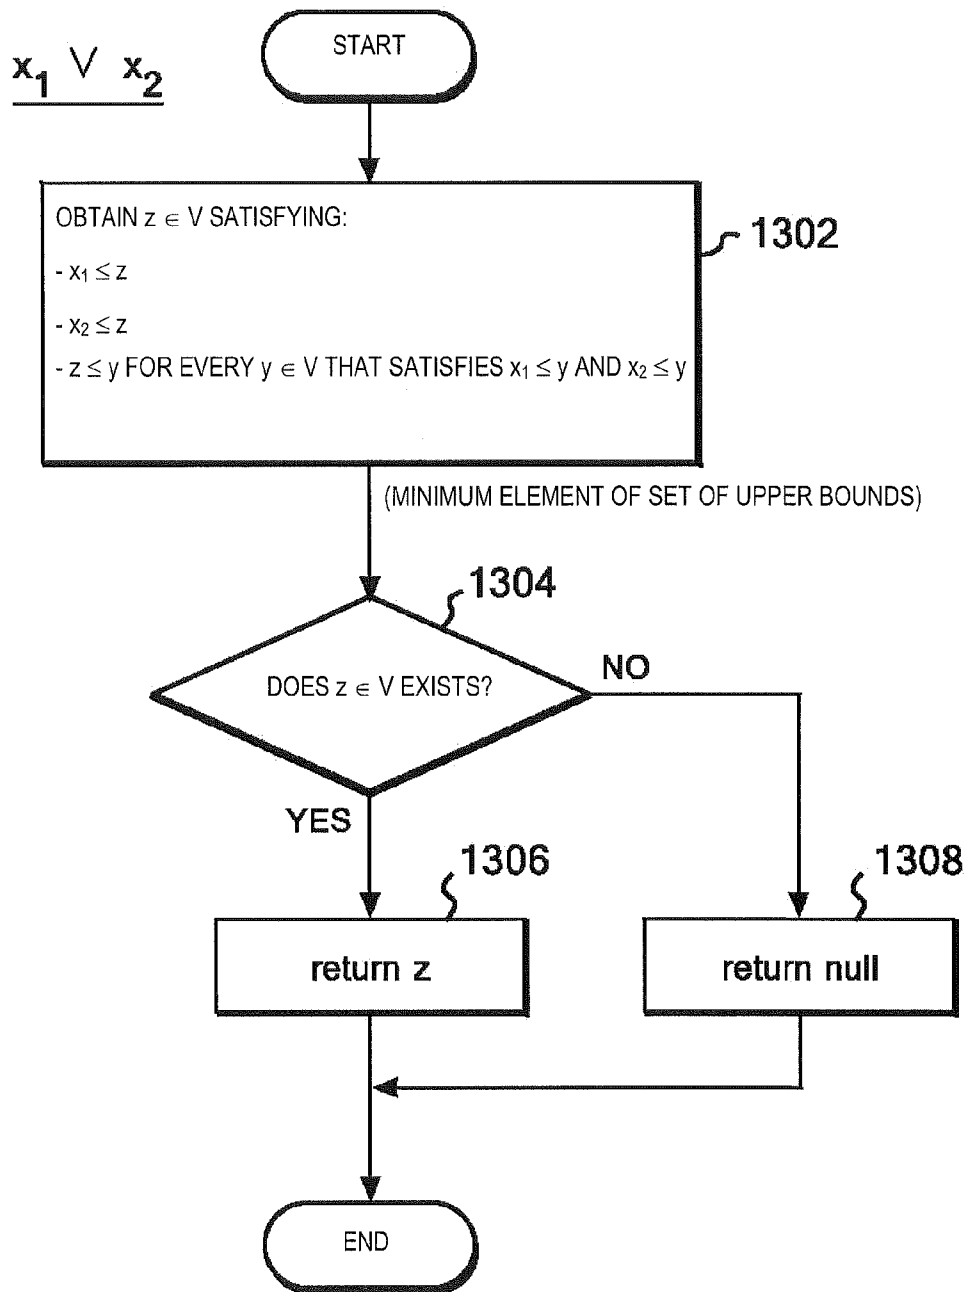 x₁ ∨ x₂
START
OBTAIN z ∈ V SATISFYING:
- x₁ ≤ z
- x₂ ≤ z
- z ≤ y FOR EVERY y ∈ V THAT SATISFIES x₁ ≤ y AND x₂ ≤ y
1302
(MINIMUM ELEMENT OF SET OF UPPER BOUNDS)
1304
DOES z ∈ V EXISTS?
NO
YES
1306
1308
return z
return null
END